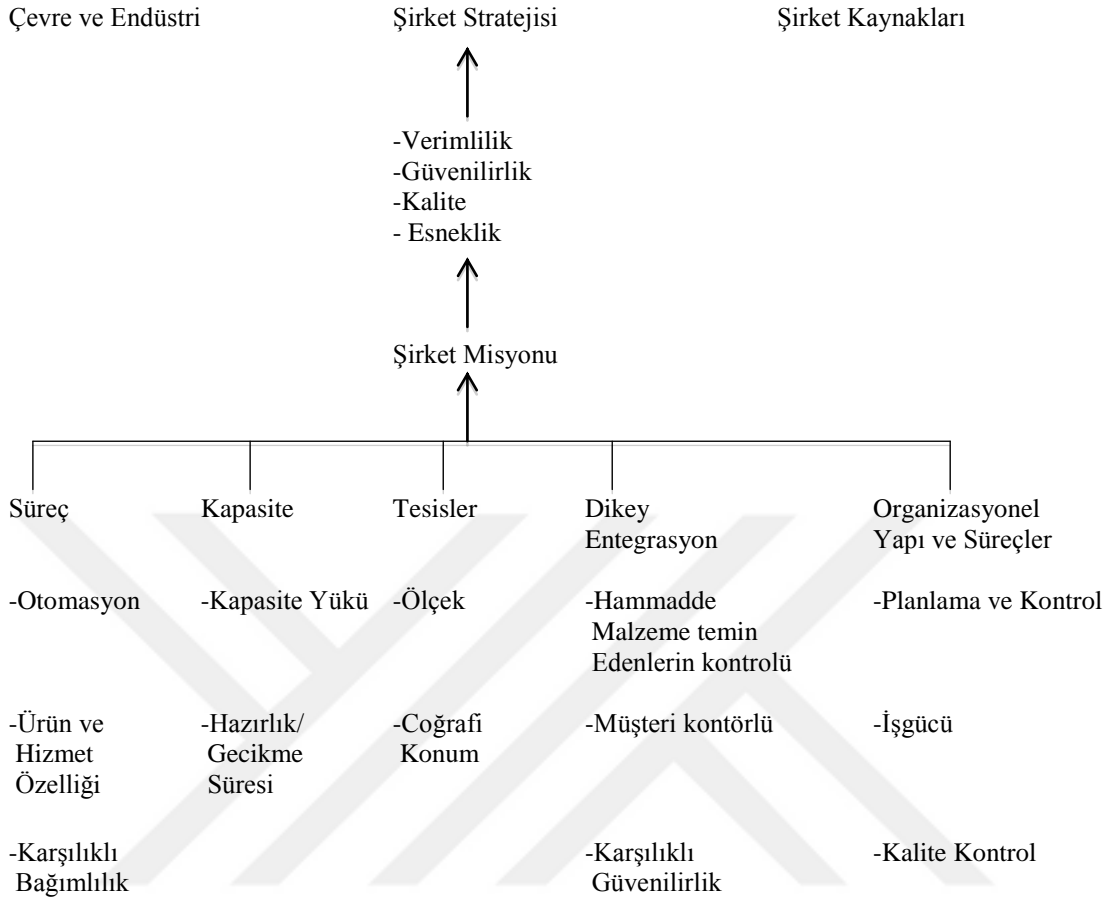 Çevre ve Endüstri
Şirket Stratejisi
Şirket Kaynakları
-Verimlilik
-Güvenilirlik
-Kalite
- Esneklik
Şirket Misyonu
Süreç
Kapasite
Tesisler
Dikey
Entegrasyon
Organizasyonel
Yapı ve Süreçler
-Otomasyon
-Kapasite Yükü
-Ölçek
-Hammadde
Malzeme temin
Edenlerin kontrolü
-Planlama ve Kontrol
-Ürün ve
Hizmet
Özelliği
-Hazırlık/
Gecikme
Süresi
-Coğrafi
Konum
-Müşteri kontörlü
-İşgücü
-Karşılıklı
Bağımlılık
-Karşılıklı
Güvenilirlik
-Kalite Kontrol